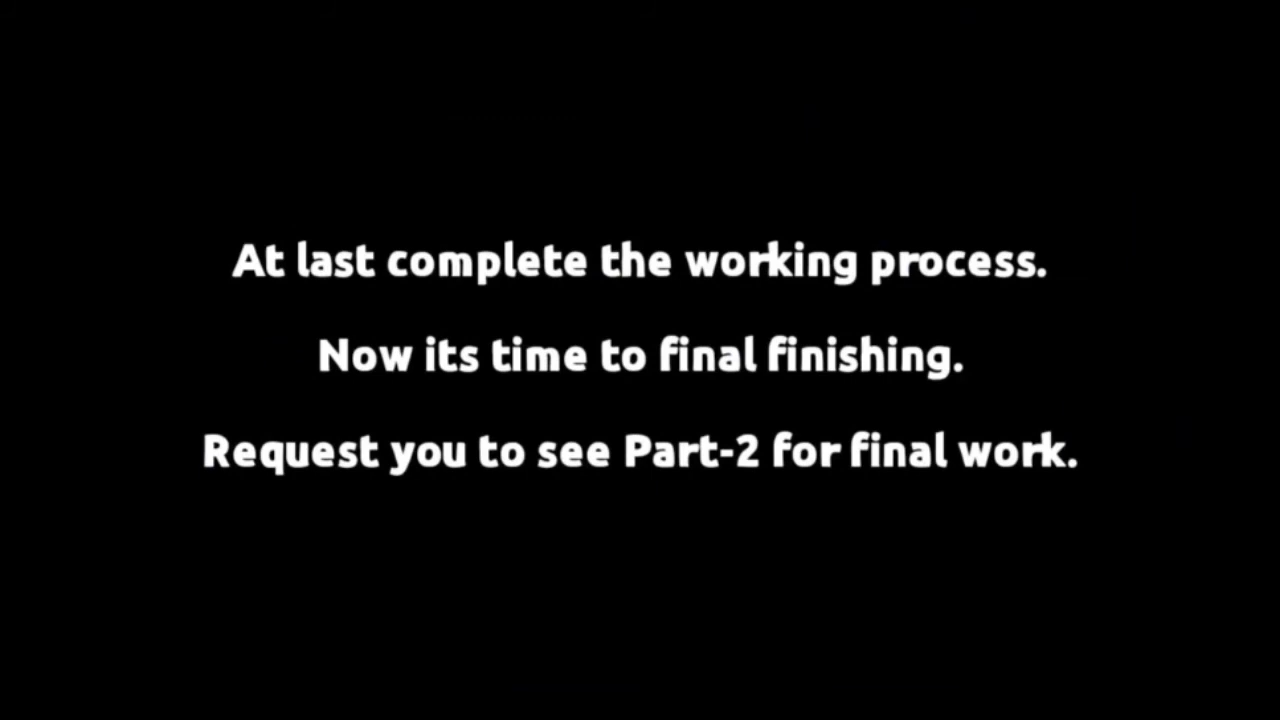 At last complete the working process.
Now its time to final finishing.
Request you to see Part-2 for final work.